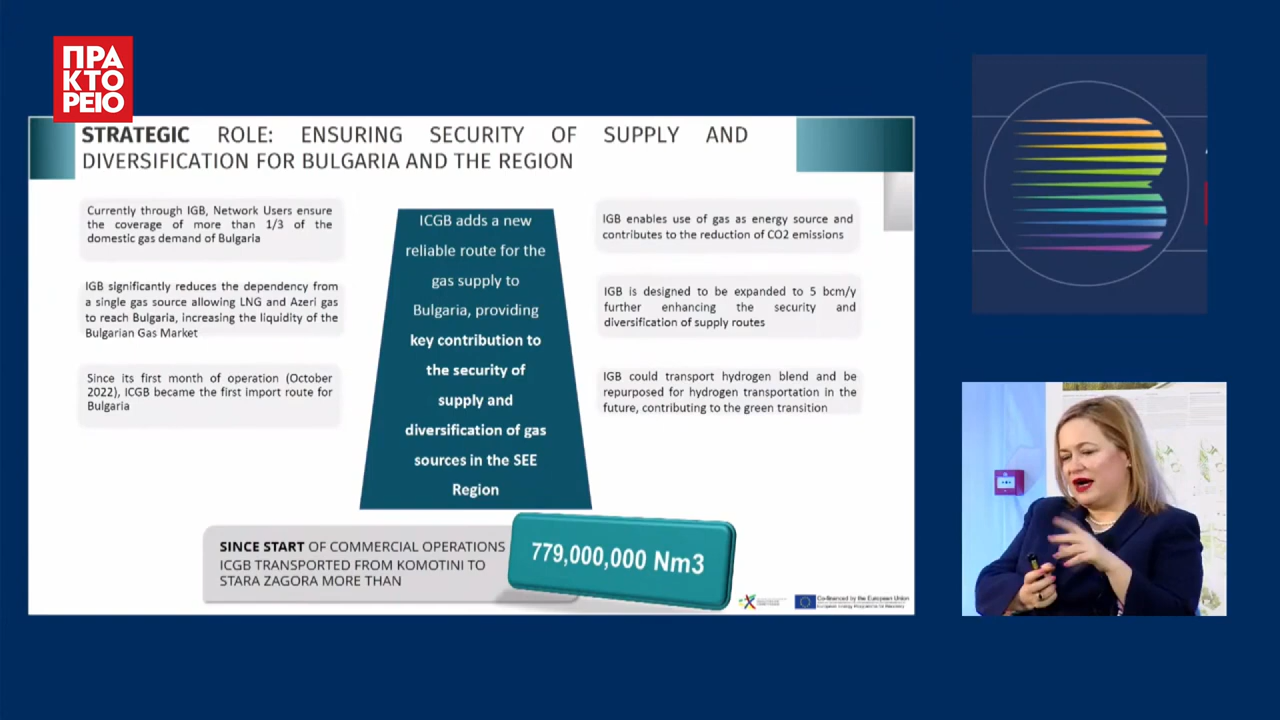 ΠΡΑ
ΚΤΟ
ΡΕΙΟ
STRATEGIC ROLE: ENSURING SECURITY OF SUPPLY AND
DIVERSIFICATION FOR BULGARIA AND THE REGION
Currently through IGB, Network Users ensure
the coverage of more than 1/3 of the
domestic gas demand of Bulgaria
IGB significantly reduces the dependency from
a single gas source allowing LNG and Azeri gas
to reach Bulgaria, increasing the liquidity of the
Bulgarian Gas Market
Since its first month of operation (October
2022), ICGB became the first import route for
Bulgaria
ICGB adds a new
reliable route for the
gas supply to
Bulgaria, providing
key contribution to
the security of
supply and
diversification of gas
sources in the SEE
Region
IGB enables use of gas as energy source and
contributes to the reduction of CO2 emissions
IGB is designed to be expanded to 5 bcm/y
further enhancing the security and
diversification of supply routes
IGB could transport hydrogen blend and be
repurposed for hydrogen transportation in the
future, contributing to the green transition
SINCE START OF COMMERCIAL OPERATIONS
ICGB TRANSPORTED FROM KOMOTINI TO
STARA ZAGORA MORE THAN
779,000,000 Nm3
Co-financed by the European Union
European Energy Programme for Recovery